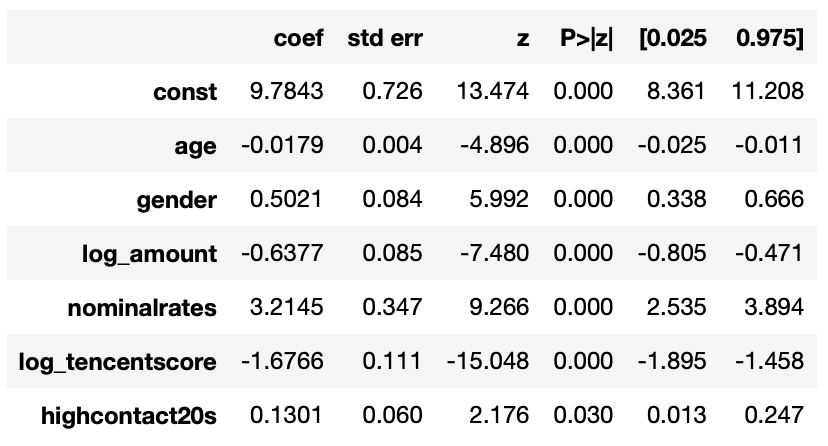 coef std err z P>|z| [0.025 0.975]
const 9.7843 0.726 13.474 0.000 8.361 11.208
age -0.0179 0.004 -4.896 0.000 -0.025 -0.011
gender 0.5021 0.084 5.992 0.000 0.338 0.666
log_amount -0.6377 0.085 -7.480 0.000 -0.805 -0.471
nominalrates 3.2145 0.347 9.266 0.000 2.535 3.894
log_tencentscore -1.6766 0.111 -15.048 0.000 -1.895 -1.458
highcontact20s 0.1301 0.060 2.176 0.030 0.013 0.247